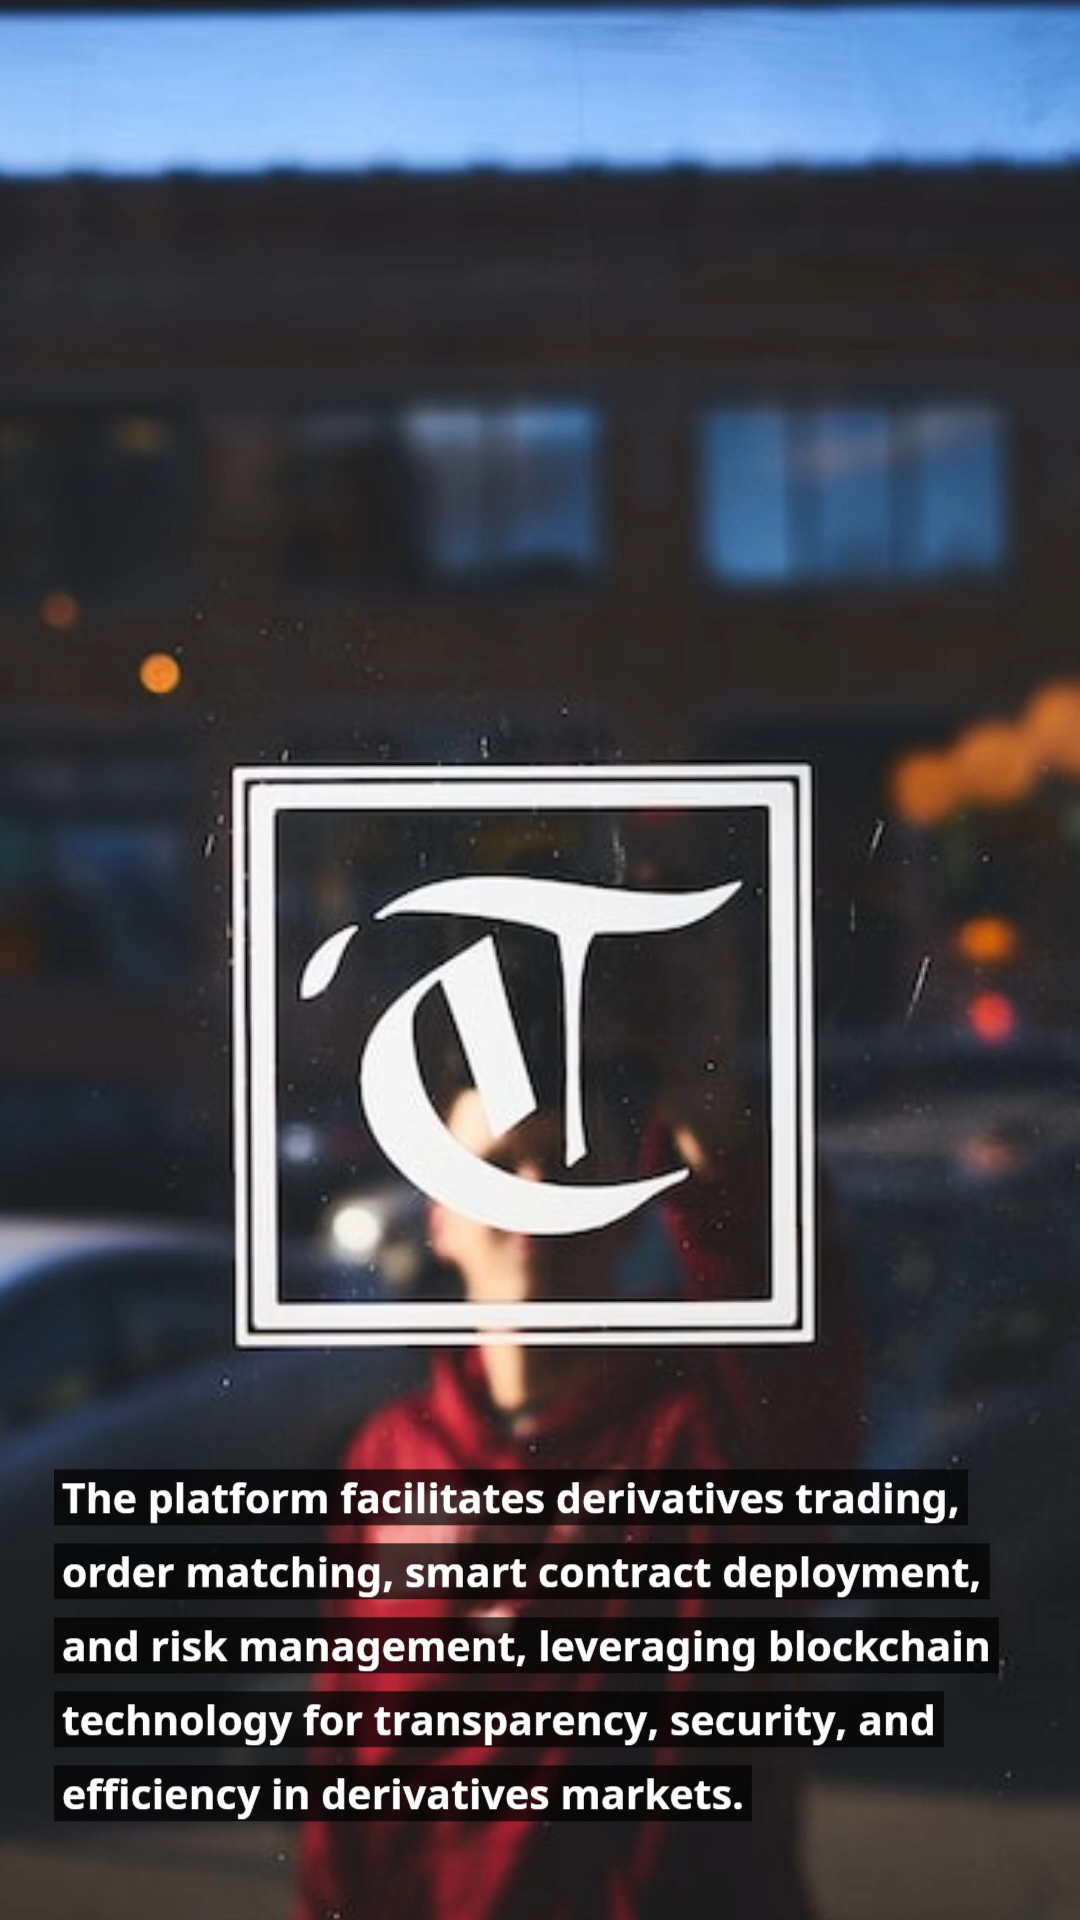 T
The platform facilitates derivatives trading,
order matching, smart contract deployment,
and risk management, leveraging blockchain
technology for transparency, security, and
efficiency in derivatives markets.